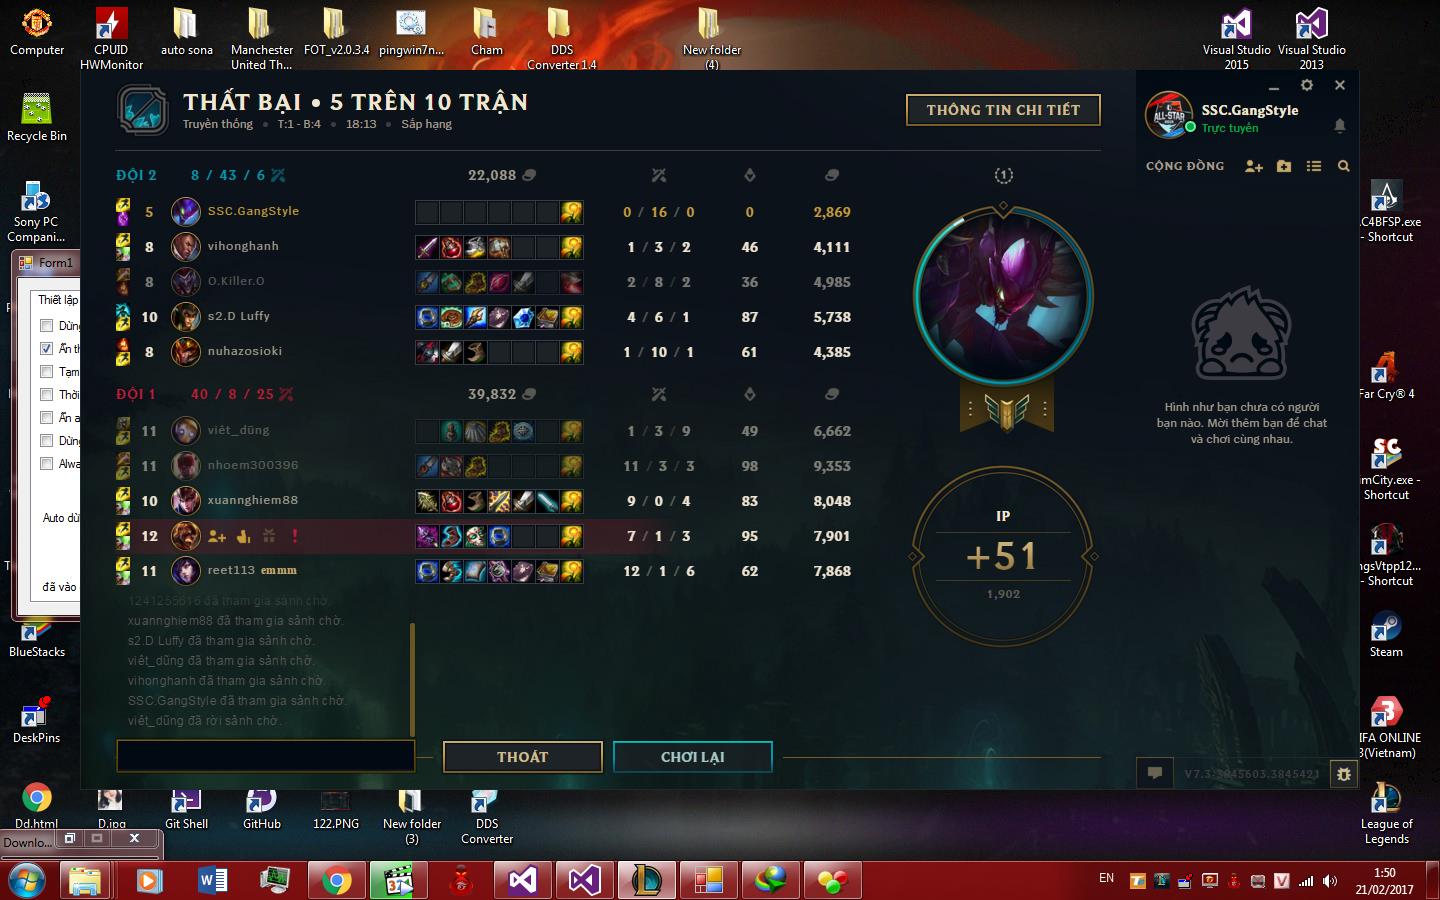 Computer
CPUID
HWMonitor
auto sona
Manchester
United Th...
FOT_v2.0.3.4
pingwin7n...
Cham
DDS
Converter 1.4
New folder
(4)
Visual Studio
2015
Visual Studio
2013
Recycle Bin
Sony PC
Compani...
Form1
Thiết lập
Ẩn th
Tạm
Thời
Ẩn a
Alwa
đã vào
BlueStacks
DeskPins
THẤT BẠI • 5 TRÊN 10 TRẬN
Truyền thống • T:1 - B:4 • 18:13 • Sắp hạng
THÔNG TIN CHI TIẾT
ĐỘI 2 8 / 43 / 6 22,088
5 SSC.GangStyle 0 / 16 / 0 0 2,869
8 vihonghanh 1 / 3 / 2 46 4,111
8 O.Killer.O 2 / 8 / 2 36 4,985
10 s2.D Luffy 4 / 6 / 1 87 5,738
8 nuhazosioki 1 / 10 / 1 61 4,385
ĐỘI 1 40 / 8 / 25 39,832
11 viêt_dũng 1 / 3 / 9 49 6,662
11 nhoem300396 11 / 3 / 3 98 9,353
10 xuannghiem88 9 / 0 / 4 83 8,048
12 7 / 1 / 3 95 7,901
11 reet113 emmm 12 / 1 / 6 62 7,868
1241255616 đã tham gia sảnh chờ.
xuannghiem88 đã tham gia sảnh chờ.
s2.D Luffy đã tham gia sảnh chờ.
viêt_dũng đã tham gia sảnh chờ.
vihonghanh đã tham gia sảnh chờ.
SSC.GangStyle đã tham gia sảnh chờ.
viêt_dũng đã rời sảnh chờ.
THOÁT
CHƠI LẠI
1
IP
+51
1,902
ALL-STAR
SSC.GangStyle
Trực tuyến
CỘNG ĐỒNG
Hình như bạn chưa có người
bạn nào. Mời thêm bạn để chat
và chơi cùng nhau.
V7.3.3845603.3845421
.C4BFSP.exe
- Shortcut
Far Cry® 4
SC
imCity.exe -
Shortcut
ngsVtpp12...
- Shortcut
Steam
IFA ONLINE
3(Vietnam)
League of
Legends
Dd.html
D.jpg
Git Shell
GitHub
122.PNG
New folder
(3)
DDS
Converter
Downlo...
EN
1:50
21/02/2017